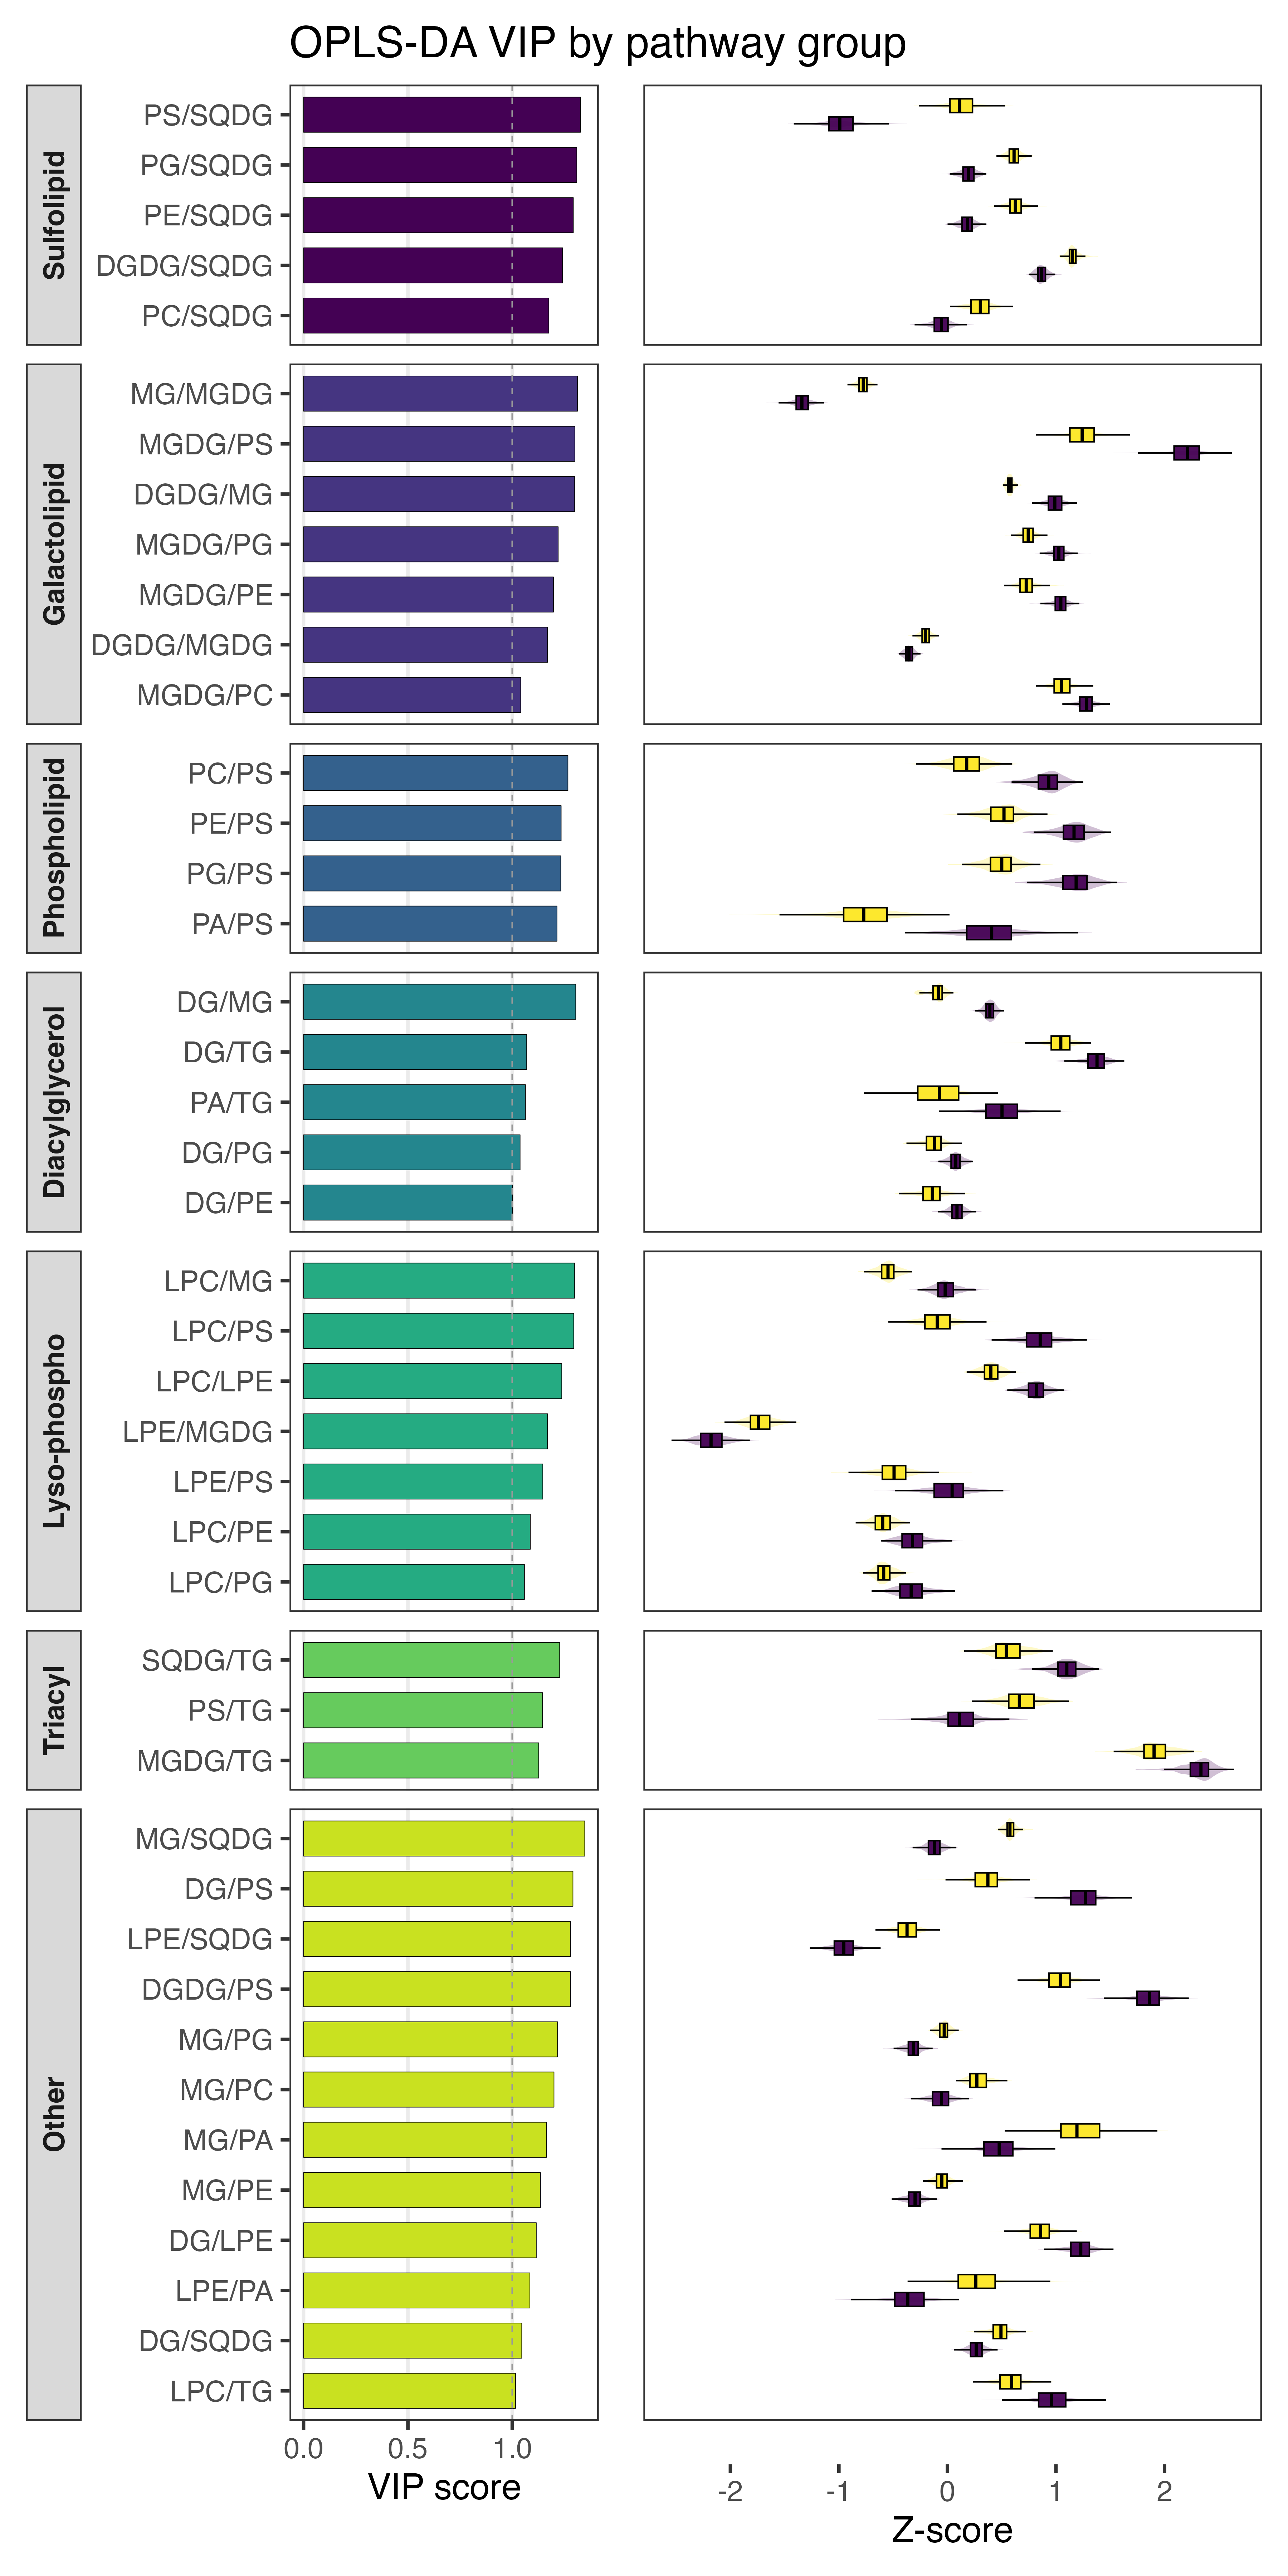 OPLS-DA VIP by pathway group
Sulfolipid
PS/SQDG
PG/SQDG
PE/SQDG
DGDG/SQDG
PC/SQDG
Galactolipid
MG/MGDG
MGDG/PS
DGDG/MG
MGDG/PG
MGDG/PE
DGDG/MGDG
MGDG/PC
Phospholipid
PC/PS
PE/PS
PG/PS
PA/PS
Diacylglycerol
DG/MG
DG/TG
PA/TG
DG/PG
DG/PE
Lyso-phospho
LPC/MG
LPC/PS
LPC/LPE
LPE/MGDG
LPE/PS
LPC/PE
LPC/PG
Triacyl
SQDG/TG
PS/TG
MGDG/TG
Other
MG/SQDG
DG/PS
LPE/SQDG
DGDG/PS
MG/PG
MG/PC
MG/PA
MG/PE
DG/LPE
LPE/PA
DG/SQDG
LPC/TG
0.0 0.5 1.0
VIP score
-2 -1 0 1 2
Z-score